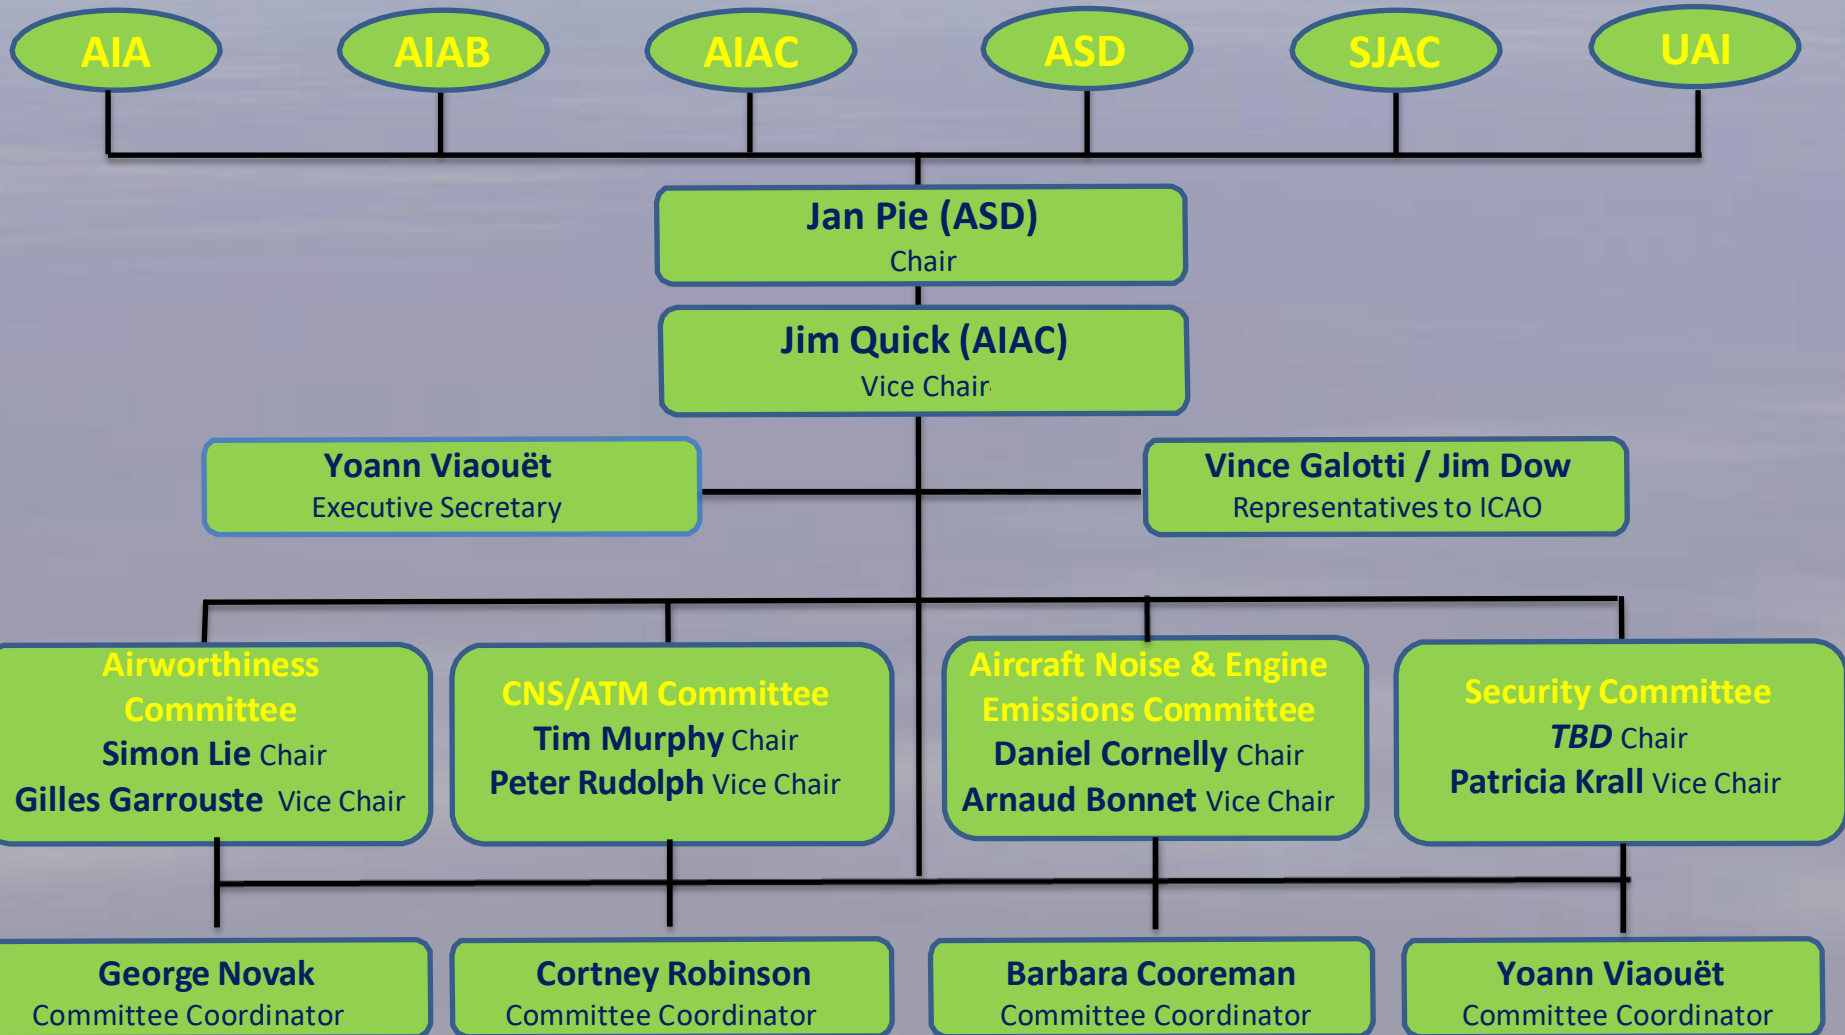 AIA
AIAB
AIAC
ASD
SJAC
UAI
Jan Pie (ASD)
Chair
Jim Quick (AIAC)
Vice Chair
Yoann Viaouët
Executive Secretary
Vince Galotti / Jim Dow
Representatives to ICAO
Airworthiness
Committee
Simon Lie Chair
Gilles Garrouste Vice Chair
CNS/ATM Committee
Tim Murphy Chair
Peter Rudolph Vice Chair
Aircraft Noise & Engine
Emissions Committee
Daniel Cornelly Chair
Arnaud Bonnet Vice Chair
Security Committee
TBD Chair
Patricia Krall Vice Chair
George Novak
Committee Coordinator
Cortney Robinson
Committee Coordinator
Barbara Cooreman
Committee Coordinator
Yoann Viaouët
Committee Coordinator